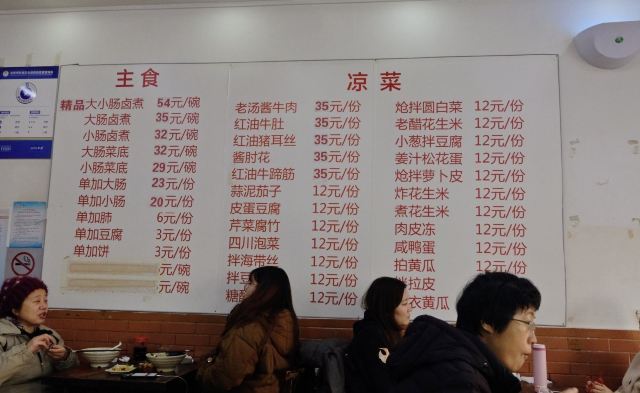 主食
精品大小肠卤煮 54元/碗
大肠卤煮 35元/碗
小肠卤煮 32元/碗
大肠菜底 32元/碗
小肠菜底 29元/碗
单加大肠 23元/份
单加小肠 20元/份
单加肺 6元/份
单加豆腐 3元/份
单加饼 3元/份
元/碗
元/碗
凉菜
老汤酱牛肉 35元/份
红油牛肚 35元/份
红油猪耳丝 35元/份
酱肘花 35元/份
红油牛蹄筋 35元/份
蒜泥茄子 12元/份
皮蛋豆腐 12元/份
芹菜腐竹 12元/份
四川泡菜 12元/份
拌海带丝 12元/份
拌豆 12元/份
糖 12元/份
炝拌圆白菜 12元/份
老醋花生米 12元/份
小葱拌豆腐 12元/份
姜汁松花蛋 12元/份
炝拌萝卜皮 12元/份
炸花生米 12元/份
煮花生米 12元/份
肉皮冻 12元/份
咸鸭蛋 12元/份
拍黄瓜 12元/份
拉皮
衣黄瓜